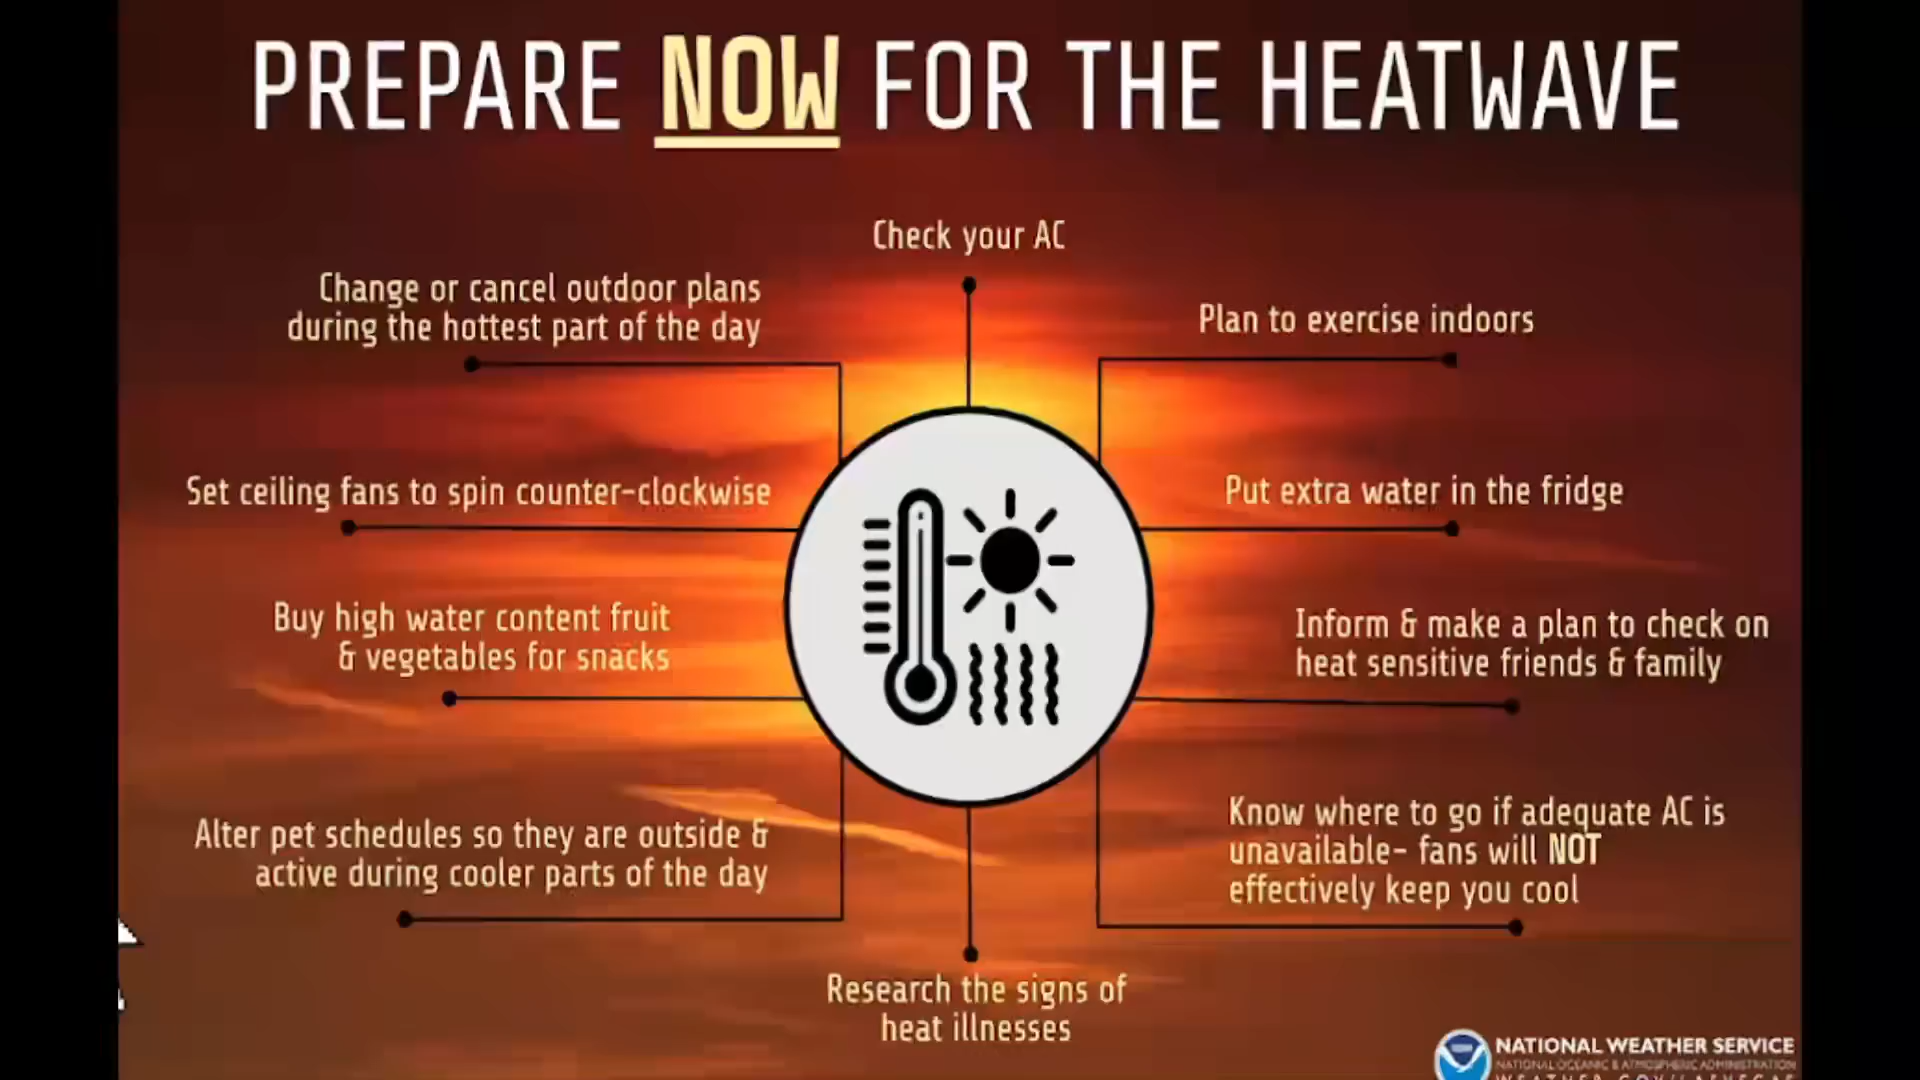 PREPARE NOW FOR THE HEATWAVE
Check your AC
Change or cancel outdoor plans
during the hottest part of the day
Plan to exercise indoors
Set ceiling fans to spin counter-clockwise
Put extra water in the fridge
Buy high water content fruit
& vegetables for snacks
Inform & make a plan to check on
heat sensitive friends & family
Alter pet schedules so they are outside &
active during cooler parts of the day
Know where to go if adequate AC is
unavailable- fans will NOT
effectively keep you cool
Research the signs of
heat illnesses
NATIONAL WEATHER SERVICE
NATIONAL OCEANIC & ATMOSPHERIC ADMINISTRATION